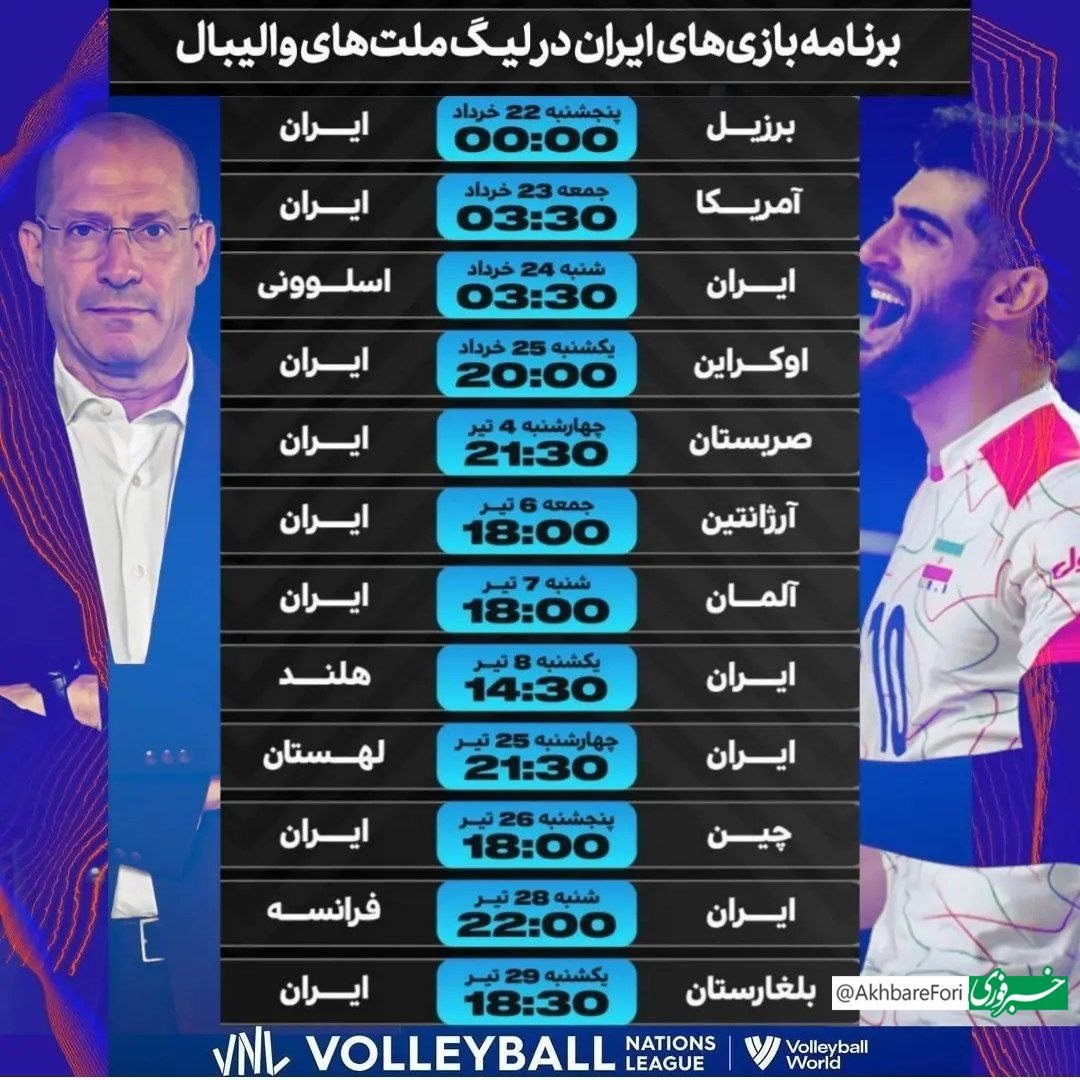 برنامه بازی‌های ایران در لیگ ملت‌های والیبال
برزیل
پنجشنبه 22 خرداد
00:00
ایران
آمریکا
جمعه 23 خرداد
03:30
ایران
ایران
شنبه 24 خرداد
03:30
اسلوونی
اوکراین
یکشنبه 25 خرداد
20:00
ایران
صربستان
چهارشنبه 4 تیر
21:30
ایران
آرژانتین
جمعه 6 تیر
18:00
ایران
آلمان
شنبه 7 تیر
18:00
ایران
ایران
یکشنبه 8 تیر
14:30
هلند
ایران
چهارشنبه 25 تیر
21:30
لهستان
چین
پنجشنبه 26 تیر
18:00
ایران
ایران
شنبه 28 تیر
22:00
فرانسه
بلغارستان
یکشنبه 29 تیر
18:30
ایران
10
@AkhbareFori
خبرفوری
VNL VOLLEYBALL NATIONS LEAGUE
Volleyball World